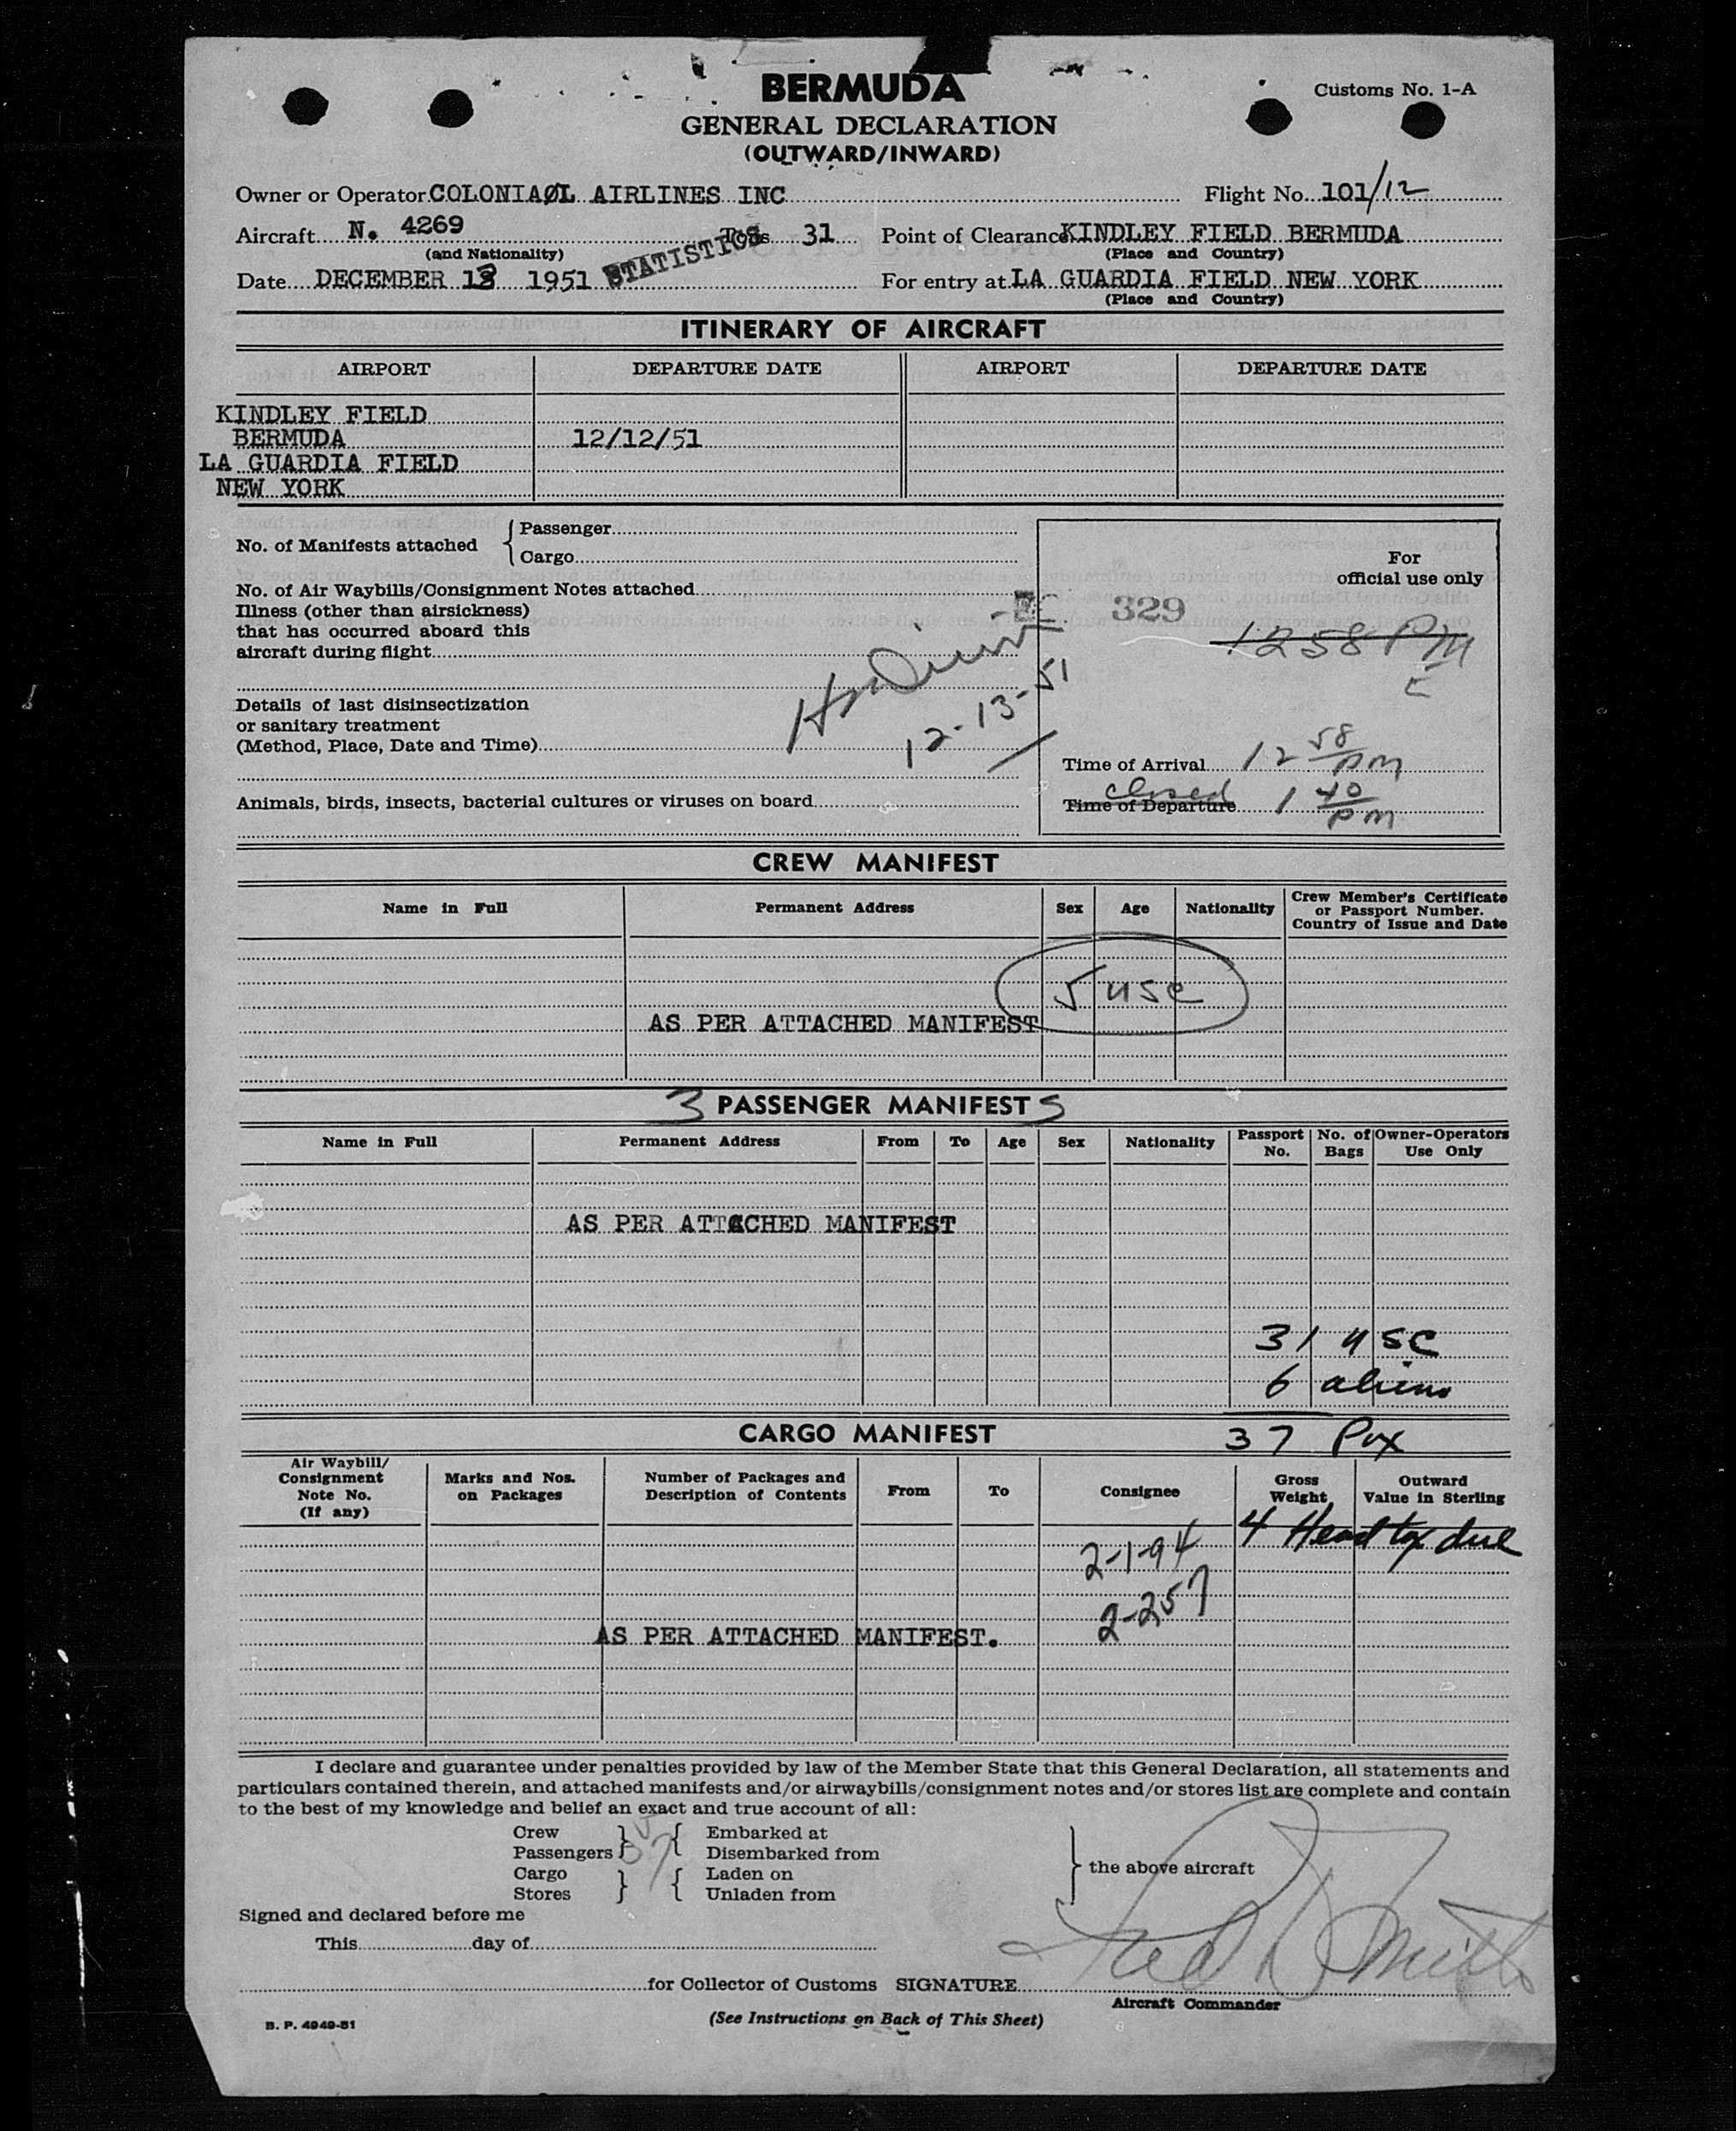 BERMUDA
Customs No. 1-A
GENERAL DECLARATION
(OUTWARD/INWARD)
Owner or Operator COLONIAØL AIRLINES INC Flight No. 101/12
Aircraft N. 4269 Tons 31 Point of Clearance KINDLEY FIELD BERMUDA
(and Nationality) (Place and Country)
STATISTICS
Date DECEMBER 13 1951 For entry at LA GUARDIA FIELD NEW YORK
(Place and Country)
ITINERARY OF AIRCRAFT
AIRPORT DEPARTURE DATE AIRPORT DEPARTURE DATE
KINDLEY FIELD
BERMUDA 12/12/51
LA GUARDIA FIELD
NEW YORK
No. of Manifests attached { Passenger
Cargo
For
official use only
No. of Air Waybills/Consignment Notes attached
329
Illness (other than airsickness)
that has occurred aboard this
aircraft during flight
1258 PM
12-13-51
Details of last disinsectization
or sanitary treatment
(Method, Place, Date and Time)
Time of Arrival 12 58 PM
closed
Time of Departure 1 40 PM
Animals, birds, insects, bacterial cultures or viruses on board
CREW MANIFEST
Name in Full Permanent Address Sex Age Nationality Crew Member's Certificate or Passport Number. Country of Issue and Date
5 USC
AS PER ATTACHED MANIFEST
3 PASSENGER MANIFEST S
Name in Full Permanent Address From To Age Sex Nationality Passport No. No. of Bags Owner-Operators Use Only
AS PER ATTACHED MANIFEST
31 USC
6 aliens
37 Pax
CARGO MANIFEST
Air Waybill/ Consignment Note No. (If any) Marks and Nos. on Packages Number of Packages and Description of Contents From To Consignee Gross Weight Outward Value in Sterling
4 Head tax due
2-1-94
2-257
AS PER ATTACHED MANIFEST.
I declare and guarantee under penalties provided by law of the Member State that this General Declaration, all statements and
particulars contained therein, and attached manifests and/or airwaybills/consignment notes and/or stores list are complete and contain
to the best of my knowledge and belief an exact and true account of all:
Crew } 5 { Embarked at
Passengers } 37 { Disembarked from
} the above aircraft
Cargo } { Laden on
Stores } { Unladen from
Signed and declared before me
This day of
for Collector of Customs SIGNATURE Fred D Smith
Aircraft Commander
B. P. 4949-51
(See Instructions on Back of This Sheet)